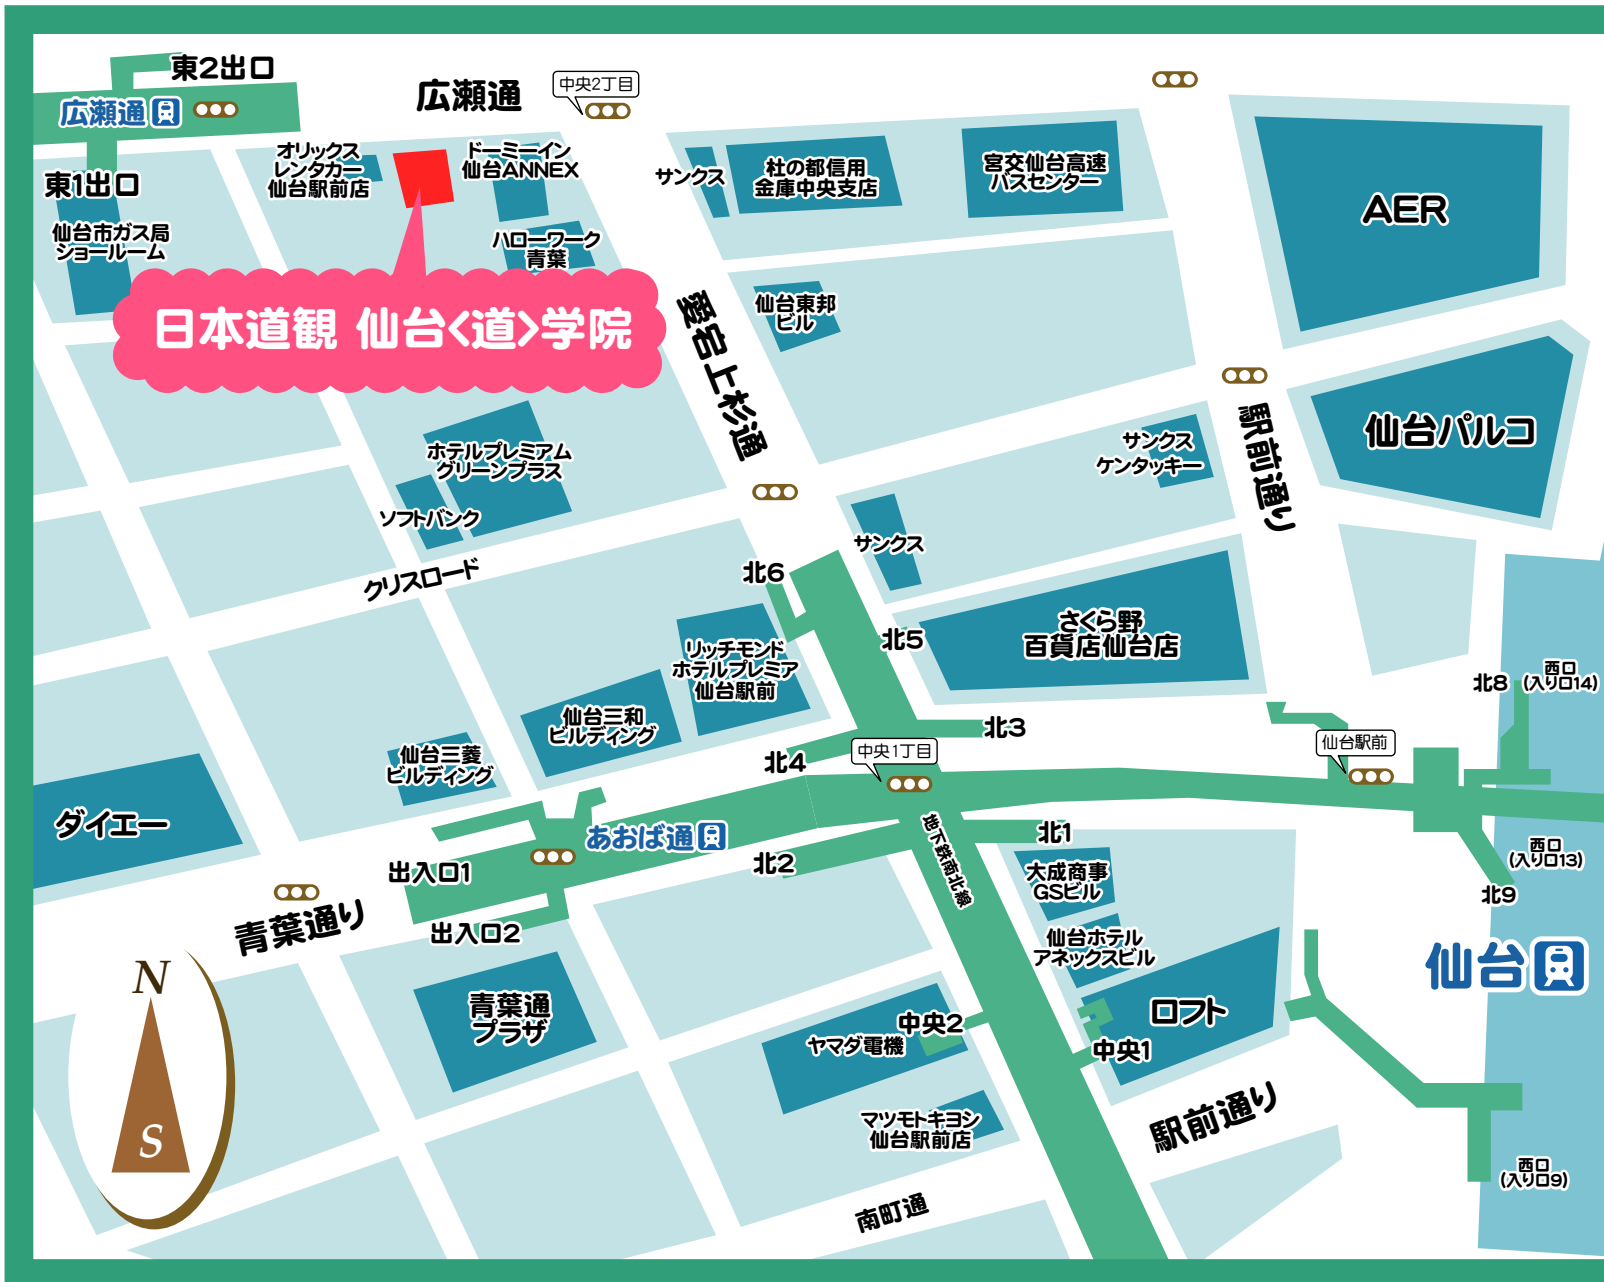 東2出口
広瀬通
広瀬通
中央2丁目
東1出口
オリックス
レンタカー
仙台駅前店
ドーミーイン
仙台ANNEX
サンクス
杜の都信用
金庫中央支店
宮交仙台高速
バスセンター
AER
仙台市ガス局
ショールーム
ハローワーク
青葉
日本道観 仙台<道>学院
仙台東邦
ビル
愛宕上杉通
駅前通り
仙台パルコ
サンクス
ケンタッキー
ホテルプレミアム
グリーンプラス
ソフトバンク
サンクス
クリスロード
北6
北5
さくら野
百貨店仙台店
リッチモンド
ホテルプレミア
仙台駅前
仙台三和
ビルディング
仙台三菱
ビルディング
北3
北4
中央1丁目
仙台駅前
北8
西口
(入り口14)
ダイエー
あおば通
出入口1
北2
地下鉄南北線
北1
大成商事
GSビル
西口
(入り口13)
北9
青葉通り
出入口2
仙台ホテル
アネックスビル
仙台
N
S
青葉通
プラザ
ヤマダ電機
中央2
ロフト
中央1
マツモトキヨシ
仙台駅前店
駅前通り
西口
(入り口9)
南町通